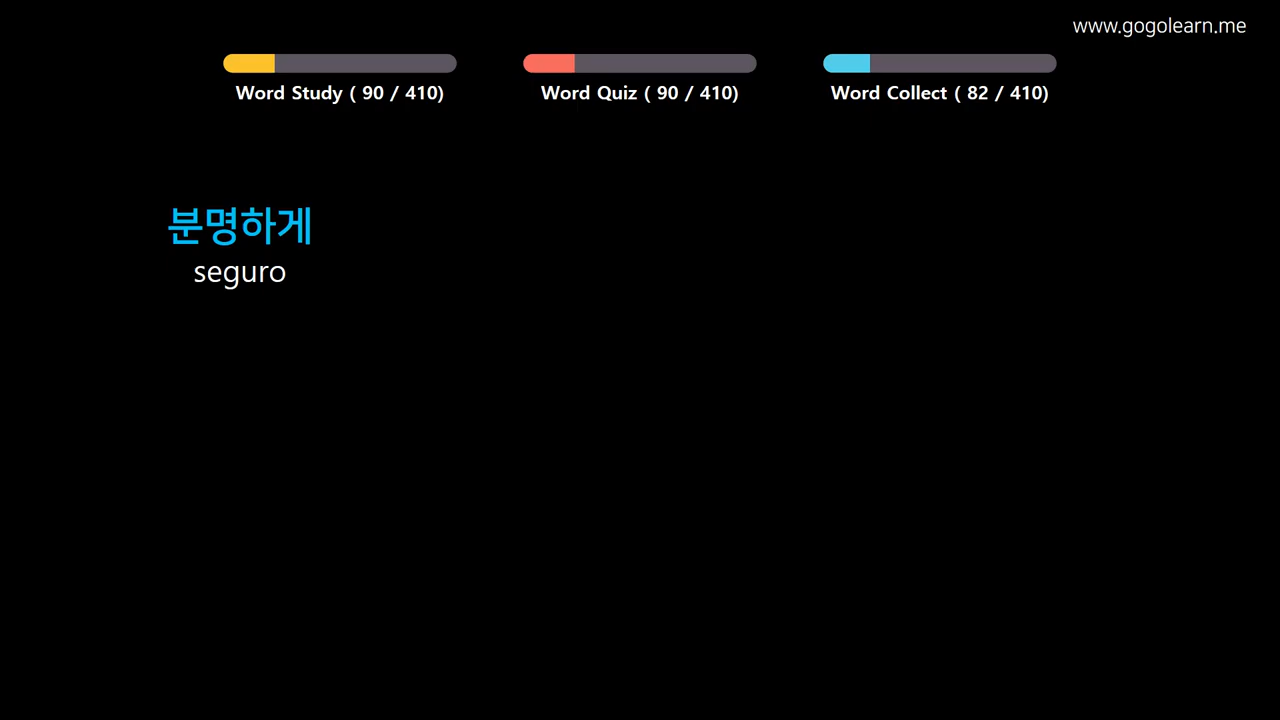 www.gogolearn.me
Word Study ( 90 / 410)
Word Quiz ( 90 / 410)
Word Collect ( 82 / 410)
분명하게
seguro